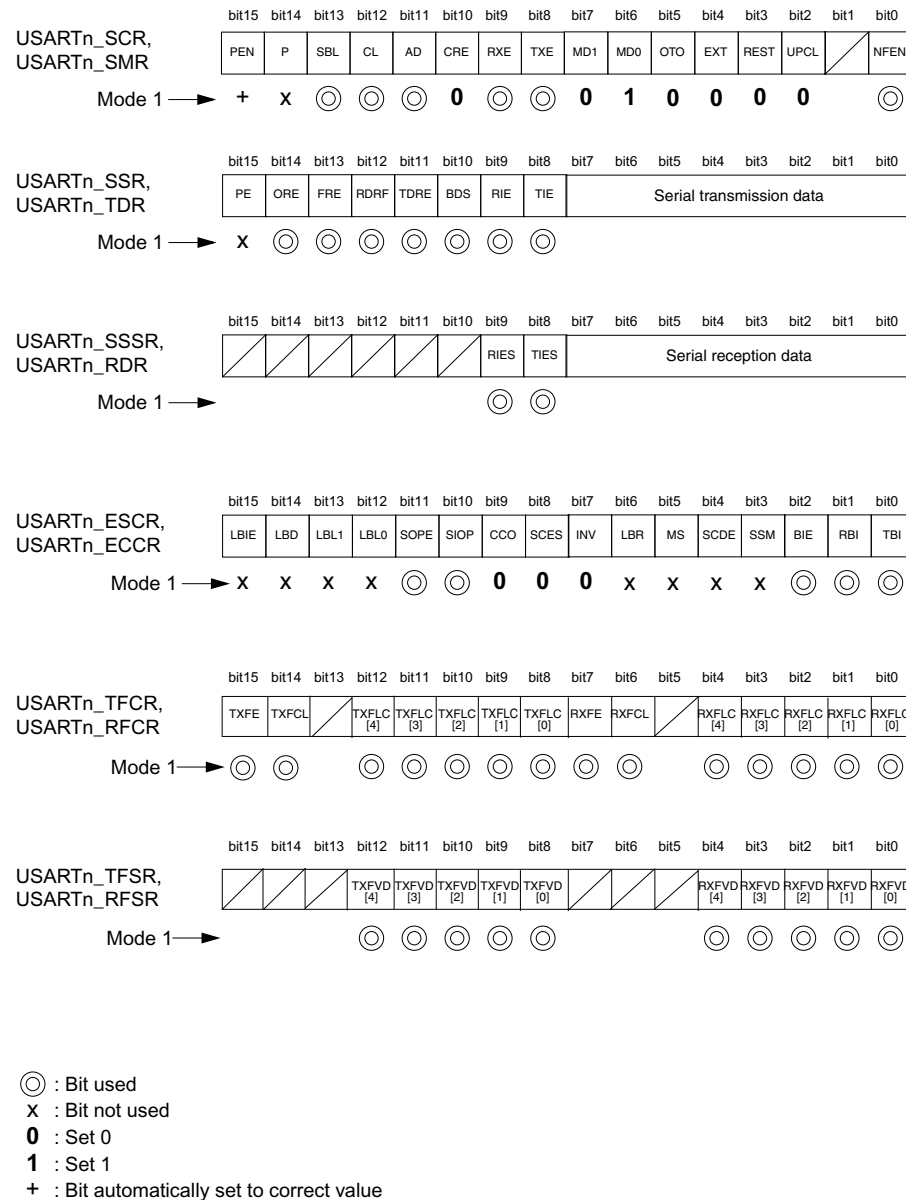 bit15 bit14 bit13 bit12 bit11 bit10 bit9 bit8 bit7 bit6 bit5 bit4 bit3 bit2 bit1 bit0
USARTn_SCR,
USARTn_SMR
PEN P SBL CL AD CRE RXE TXE MD1 MD0 OTO EXT REST UPCL NFEN
Mode 1 + x ◎ ◎ ◎ 0 ◎ ◎ 0 1 0 0 0 0 ◎
bit15 bit14 bit13 bit12 bit11 bit10 bit9 bit8 bit7 bit6 bit5 bit4 bit3 bit2 bit1 bit0
USARTn_SSR,
USARTn_TDR
PE ORE FRE RDRF TDRE BDS RIE TIE Serial transmission data
Mode 1 x ◎ ◎ ◎ ◎ ◎ ◎ ◎
bit15 bit14 bit13 bit12 bit11 bit10 bit9 bit8 bit7 bit6 bit5 bit4 bit3 bit2 bit1 bit0
USARTn_SSSR,
USARTn_RDR
RIES TIES Serial reception data
Mode 1 ◎ ◎
bit15 bit14 bit13 bit12 bit11 bit10 bit9 bit8 bit7 bit6 bit5 bit4 bit3 bit2 bit1 bit0
USARTn_ESCR,
USARTn_ECCR
LBIE LBD LBL1 LBL0 SOPE SIOP CCO SCES INV LBR MS SCDE SSM BIE RBI TBI
Mode 1 x x x x ◎ ◎ 0 0 0 x x x x ◎ ◎ ◎
bit15 bit14 bit13 bit12 bit11 bit10 bit9 bit8 bit7 bit6 bit5 bit4 bit3 bit2 bit1 bit0
USARTn_TFCR,
USARTn_RFCR
TXFE TXFCL TXFLC [4] TXFLC [3] TXFLC [2] TXFLC [1] TXFLC [0] RXFE RXFCL RXFLC [4] RXFLC [3] RXFLC [2] RXFLC [1] RXFLC [0]
Mode 1 ◎ ◎ ◎ ◎ ◎ ◎ ◎ ◎ ◎ ◎ ◎ ◎ ◎ ◎
bit15 bit14 bit13 bit12 bit11 bit10 bit9 bit8 bit7 bit6 bit5 bit4 bit3 bit2 bit1 bit0
USARTn_TFSR,
USARTn_RFSR
TXFVD [4] TXFVD [3] TXFVD [2] TXFVD [1] TXFVD [0] RXFVD [4] RXFVD [3] RXFVD [2] RXFVD [1] RXFVD [0]
Mode 1 ◎ ◎ ◎ ◎ ◎ ◎ ◎ ◎ ◎ ◎
◎ : Bit used
x : Bit not used
0 : Set 0
1 : Set 1
+ : Bit automatically set to correct value